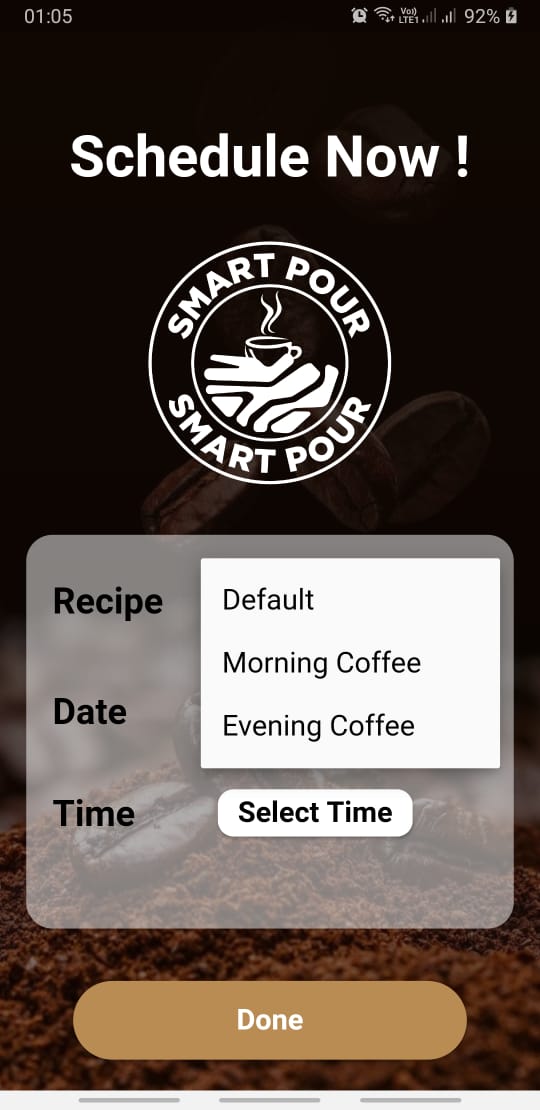 01:05
Vo)) LTE1 92%
Schedule Now !
SMART POUR
SMART POUR
Recipe
Default
Morning Coffee
Date
Evening Coffee
Time
Select Time
Done